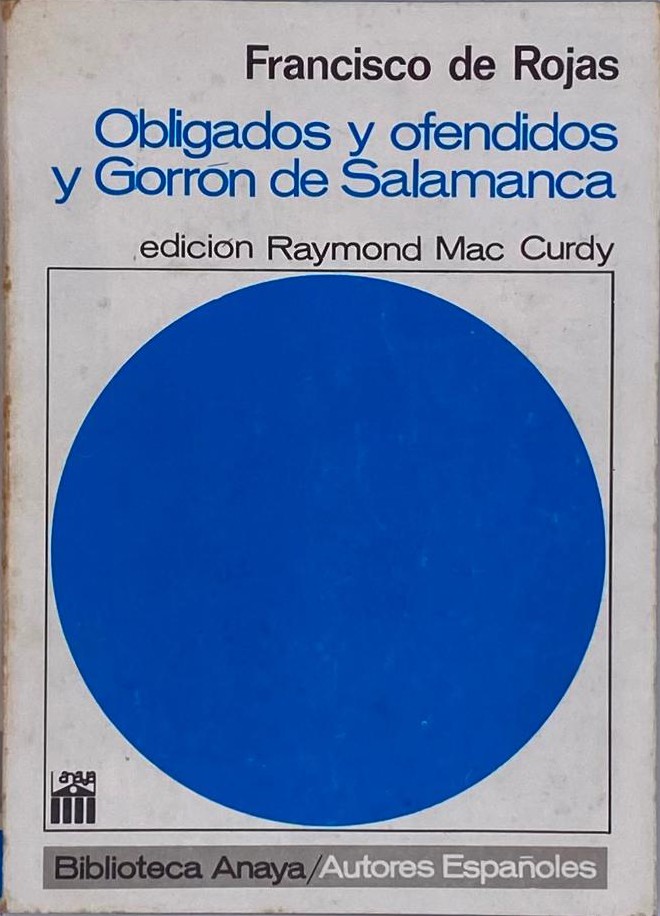 Francisco de Rojas
Obligados y ofendidos
y Gorrón de Salamanca
edición Raymond Mac Curdy
anaya
Biblioteca Anaya/Autores Españoles